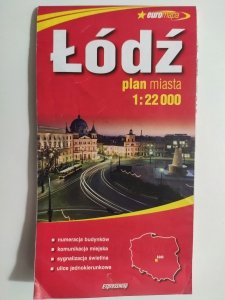 euromapa
Łódź
plan miasta
1:22 000
numeracja budynków
komunikacja miejska
sygnalizacja świetlna
ulice jednokierunkowe
Łódź
expressmap